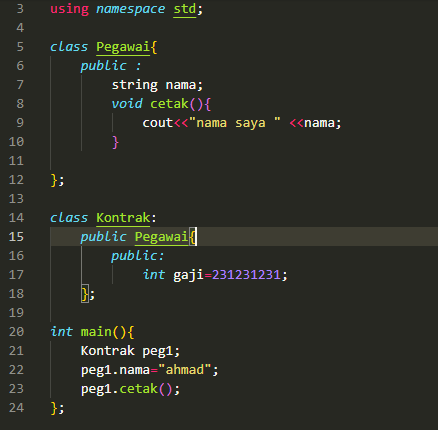 3 using namespace std;
4
5 class Pegawai{
6     public :
7         string nama;
8         void cetak(){
9             cout<<"nama saya " <<nama;
10         }
11
12 };
13
14 class Kontrak:
15     public Pegawai{
16         public:
17             int gaji=231231231;
18     };
19
20 int main(){
21     Kontrak peg1;
22     peg1.nama="ahmad";
23     peg1.cetak();
24 };